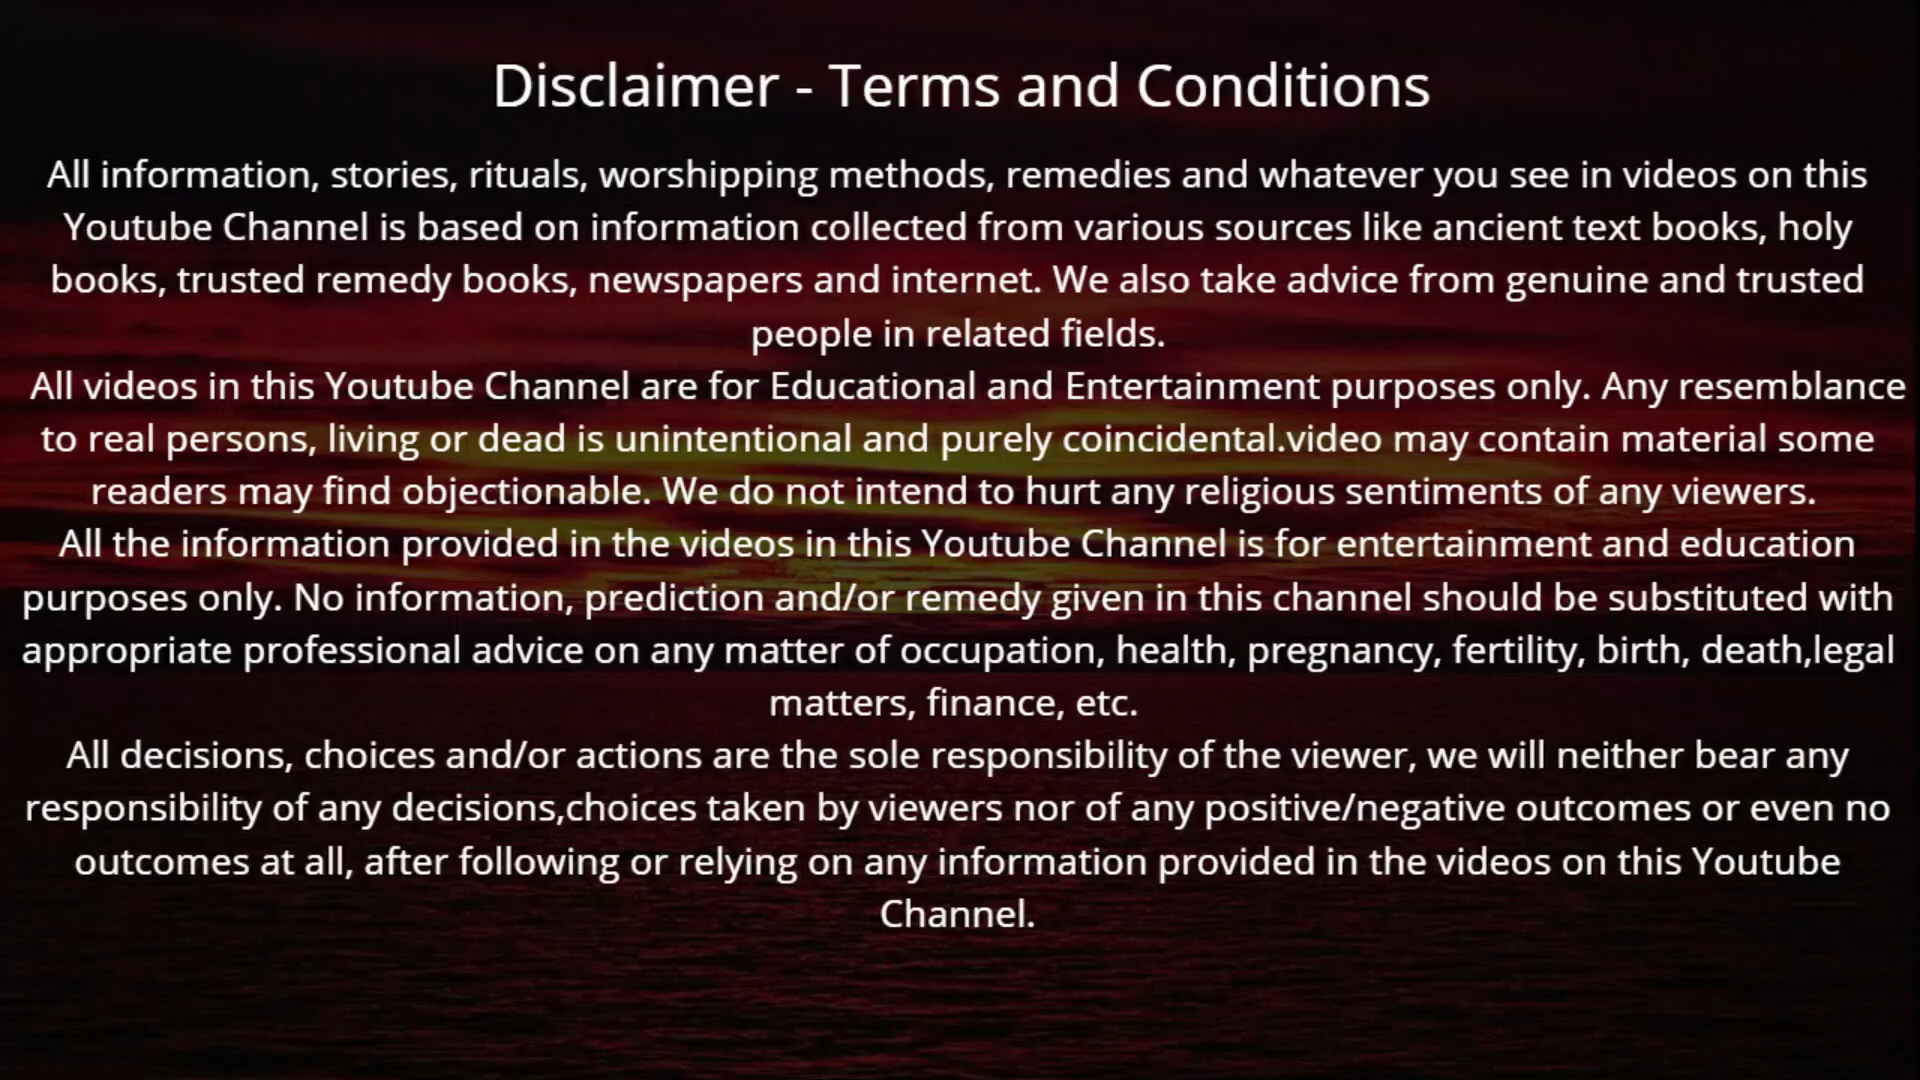 Disclaimer - Terms and Conditions
All information, stories, rituals, worshipping methods, remedies and whatever you see in videos on this
Youtube Channel is based on information collected from various sources like ancient text books, holy
books, trusted remedy books, newspapers and internet. We also take advice from genuine and trusted
people in related fields.
All videos in this Youtube Channel are for Educational and Entertainment purposes only. Any resemblance
to real persons, living or dead is unintentional and purely coincidental.video may contain material some
readers may find objectionable. We do not intend to hurt any religious sentiments of any viewers.
All the information provided in the videos in this Youtube Channel is for entertainment and education
purposes only. No information, prediction and/or remedy given in this channel should be substituted with
appropriate professional advice on any matter of occupation, health, pregnancy, fertility, birth, death,legal
matters, finance, etc.
All decisions, choices and/or actions are the sole responsibility of the viewer, we will neither bear any
responsibility of any decisions,choices taken by viewers nor of any positive/negative outcomes or even no
outcomes at all, after following or relying on any information provided in the videos on this Youtube
Channel.